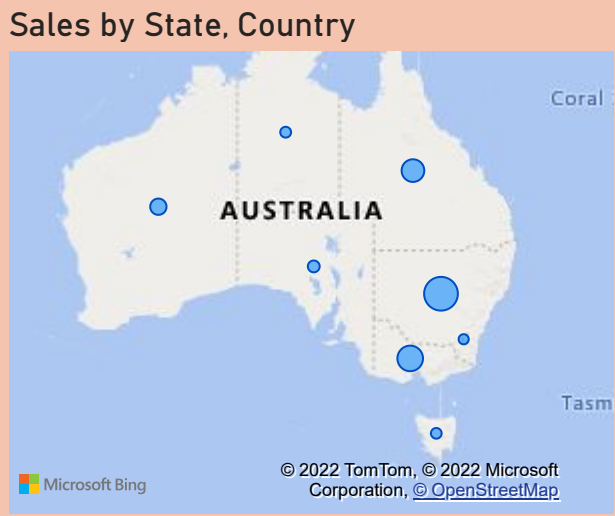 Sales by State, Country
Coral
AUSTRALIA
Tasm
© 2022 TomTom, © 2022 Microsoft
Microsoft Bing
Corporation, © OpenStreetMap